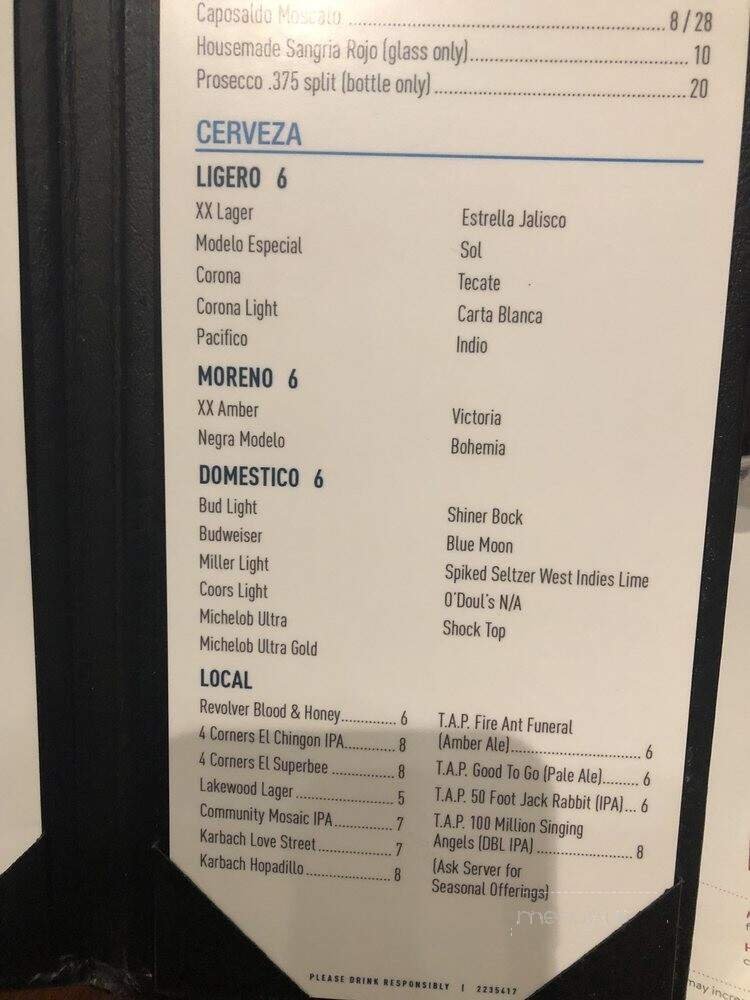 Caposaldo Moscato ........ 8 / 28
Housemade Sangria Rojo (glass only) ........ 10
Prosecco .375 split (bottle only) ........ 20
CERVEZA
LIGERO 6
XX Lager
Modelo Especial
Corona
Corona Light
Pacifico
Estrella Jalisco
Sol
Tecate
Carta Blanca
Indio
MORENO 6
XX Amber
Negra Modelo
Victoria
Bohemia
DOMESTICO 6
Bud Light
Budweiser
Miller Light
Coors Light
Michelob Ultra
Michelob Ultra Gold
Shiner Bock
Blue Moon
Spiked Seltzer West Indies Lime
O'Doul's N/A
Shock Top
LOCAL
Revolver Blood & Honey ........ 6
4 Corners El Chingon IPA ........ 8
4 Corners El Superbee ........ 8
Lakewood Lager ........ 5
Community Mosaic IPA ........ 7
Karbach Love Street ........ 7
Karbach Hopadillo ........ 8
T.A.P. Fire Ant Funeral
(Amber Ale) ........ 6
T.A.P. Good To Go (Pale Ale) ........ 6
T.A.P. 50 Foot Jack Rabbit (IPA) ... 6
T.A.P. 100 Million Singing
Angels (DBL IPA) ........ 8
(Ask Server for
Seasonal Offerings)
PLEASE DRINK RESPONSIBLY | 2235417
may incre